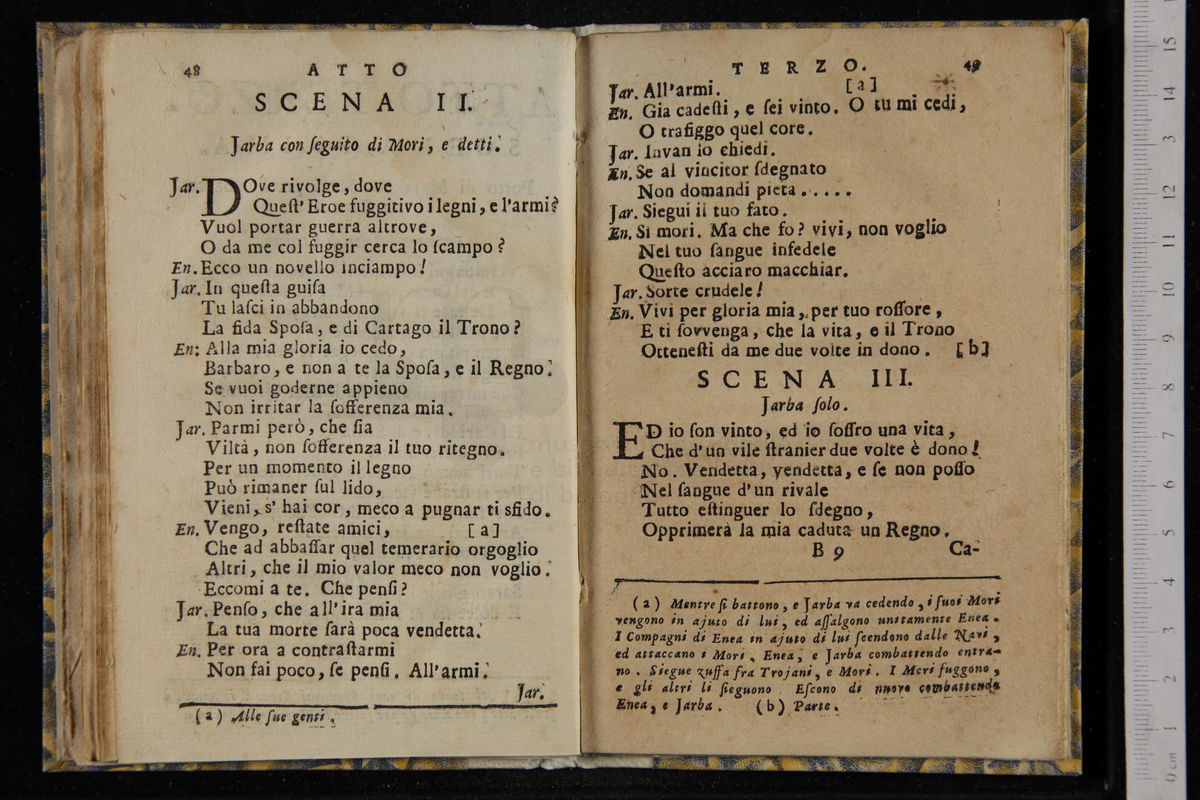 48 ATTO
SCENA II.
Jarba con ſeguito di Mori, e detti.
Jar. DOve rivolge, dove
Queſt' Eroe fuggitivo i legni, e l'armi?
Vuol portar guerra altrove,
O da me col fuggir cerca lo ſcampo?
En. Ecco un novello inciampo!
Jar. In queſta guiſa
Tu laſci in abbandono
La fida Spoſa, e di Cartago il Trono?
En: Alla mia gloria io cedo,
Barbaro, e non a te la Spoſa, e il Regno.
Se vuoi goderne appieno
Non irritar la ſofferenza mia.
Jar. Parmi però, che ſia
Viltà, non ſofferenza il tuo ritegno.
Per un momento il legno
Può rimaner ſul lido,
Vieni, s' hai cor, meco a pugnar ti sfido.
En. Vengo, reſtate amici, [a]
Che ad abbaſſar quel temerario orgoglio
Altri, che il mio valor meco non voglio.
Eccomi a te. Che penſi?
Jar. Penſo, che all'ira mia
La tua morte ſarà poca vendetta.
En. Per ora a contraſtarmi
Non fai poco, ſe penſi. All'armi.
Jar.
(a) Alle ſue genti.
TERZO. 49
Jar. All'armi. [a]
En. Gia cadeſti, e ſei vinto. O tu mi cedi,
O trafiggo quel core.
Jar. Invan io chiedi.
En. Se al vincitor ſdegnato
Non domandi pieta.....
Jar. Siegui il tuo fato.
En. Si mori. Ma che fo? vivi, non voglio
Nel tuo ſangue infedele
Queſto acciaro macchiar.
Jar. Sorte crudele!
En. Vivi per gloria mia, per tuo roſſore,
E ti ſovvenga, che la vita, e il Trono
Otteneſti da me due volte in dono. [b]
SCENA III.
Jarba ſolo.
ED io ſon vinto, ed io ſoffro una vita,
Che d'un vile ſtranier due volte è dono!
No. Vendetta, vendetta, e ſe non poſſo
Nel ſangue d'un rivale
Tutto eſtinguer lo ſdegno,
Opprimerà la mia caduta un Regno.
B 9 Ca-
(a) Mentre ſi battono, e Jarba va cedendo, i ſuoi Mori
vengono in ajuto di lui, ed aſſalgono unitamente Enea.
I Compagni di Enea in ajuto di lui ſcendono dalle Navi,
ed attaccano i Mori. Enea, e Jarba combattendo entra-
no. Siegue zuffa fra Trojani, e Mori. I Mori fuggono,
e gli altri li ſieguono Eſcono di nuovo combattendo
Enea, e Jarba. (b) Parte.